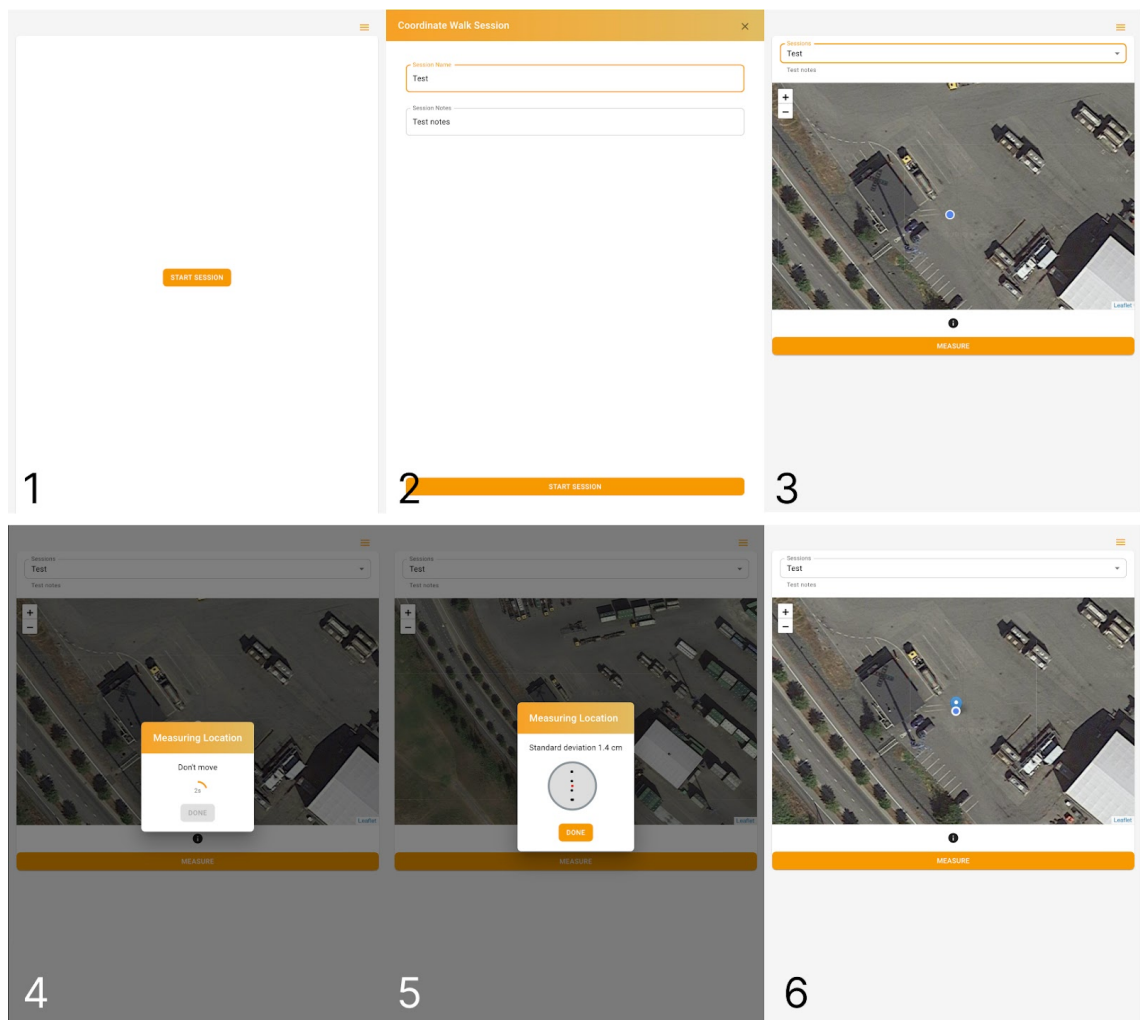 START SESSION
1
Coordinate Walk Session
Session Name
Test
Session Notes
Test notes
START SESSION
2
Sessions
Test
Test notes
+
−
Leaflet
MEASURE
3
Sessions
Test
Test notes
+
−
Measuring Location
Don't move
2s
DONE
Leaflet
MEASURE
4
Sessions
Test
Test notes
+
−
Measuring Location
Standard deviation 1.4 cm
DONE
Leaflet
MEASURE
5
Sessions
Test
Test notes
+
−
Leaflet
MEASURE
6